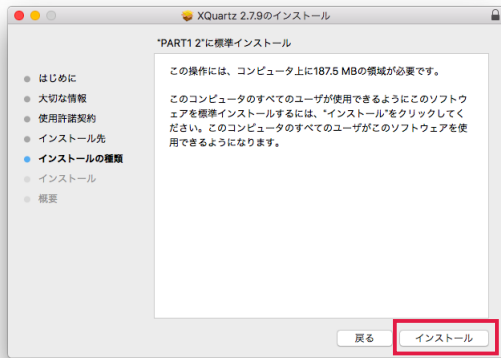 XQuartz 2.7.9のインストール
"PART1 2"に標準インストール
はじめに
大切な情報
使用許諾契約
インストール先
インストールの種類
インストール
概要
この操作には、コンピュータ上に187.5 MBの領域が必要です。
このコンピュータのすべてのユーザが使用できるようにこのソフトウ
ェアを標準インストールするには、"インストール"をクリックしてく
ださい。このコンピュータのすべてのユーザがこのソフトウェアを使
用できるようになります。
戻る
インストール